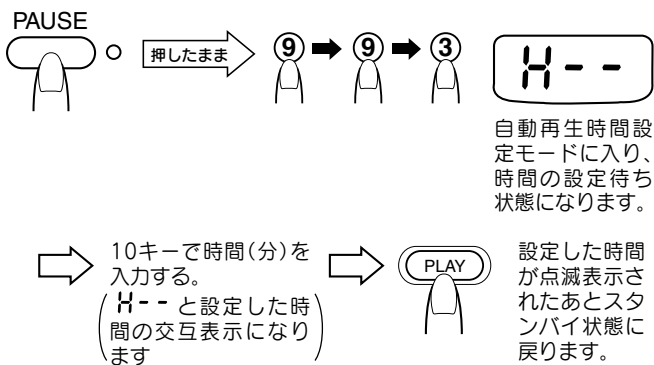 PAUSE
押したまま
9 9 3
H--
自動再生時間設
定モードに入り、
時間の設定待ち
状態になります。
10キーで時間(分)を
入力する。
(H--と設定した時
間の交互表示になり
ます)
PLAY
設定した時間
が点滅表示さ
れたあとスタ
ンバイ状態に
戻ります。